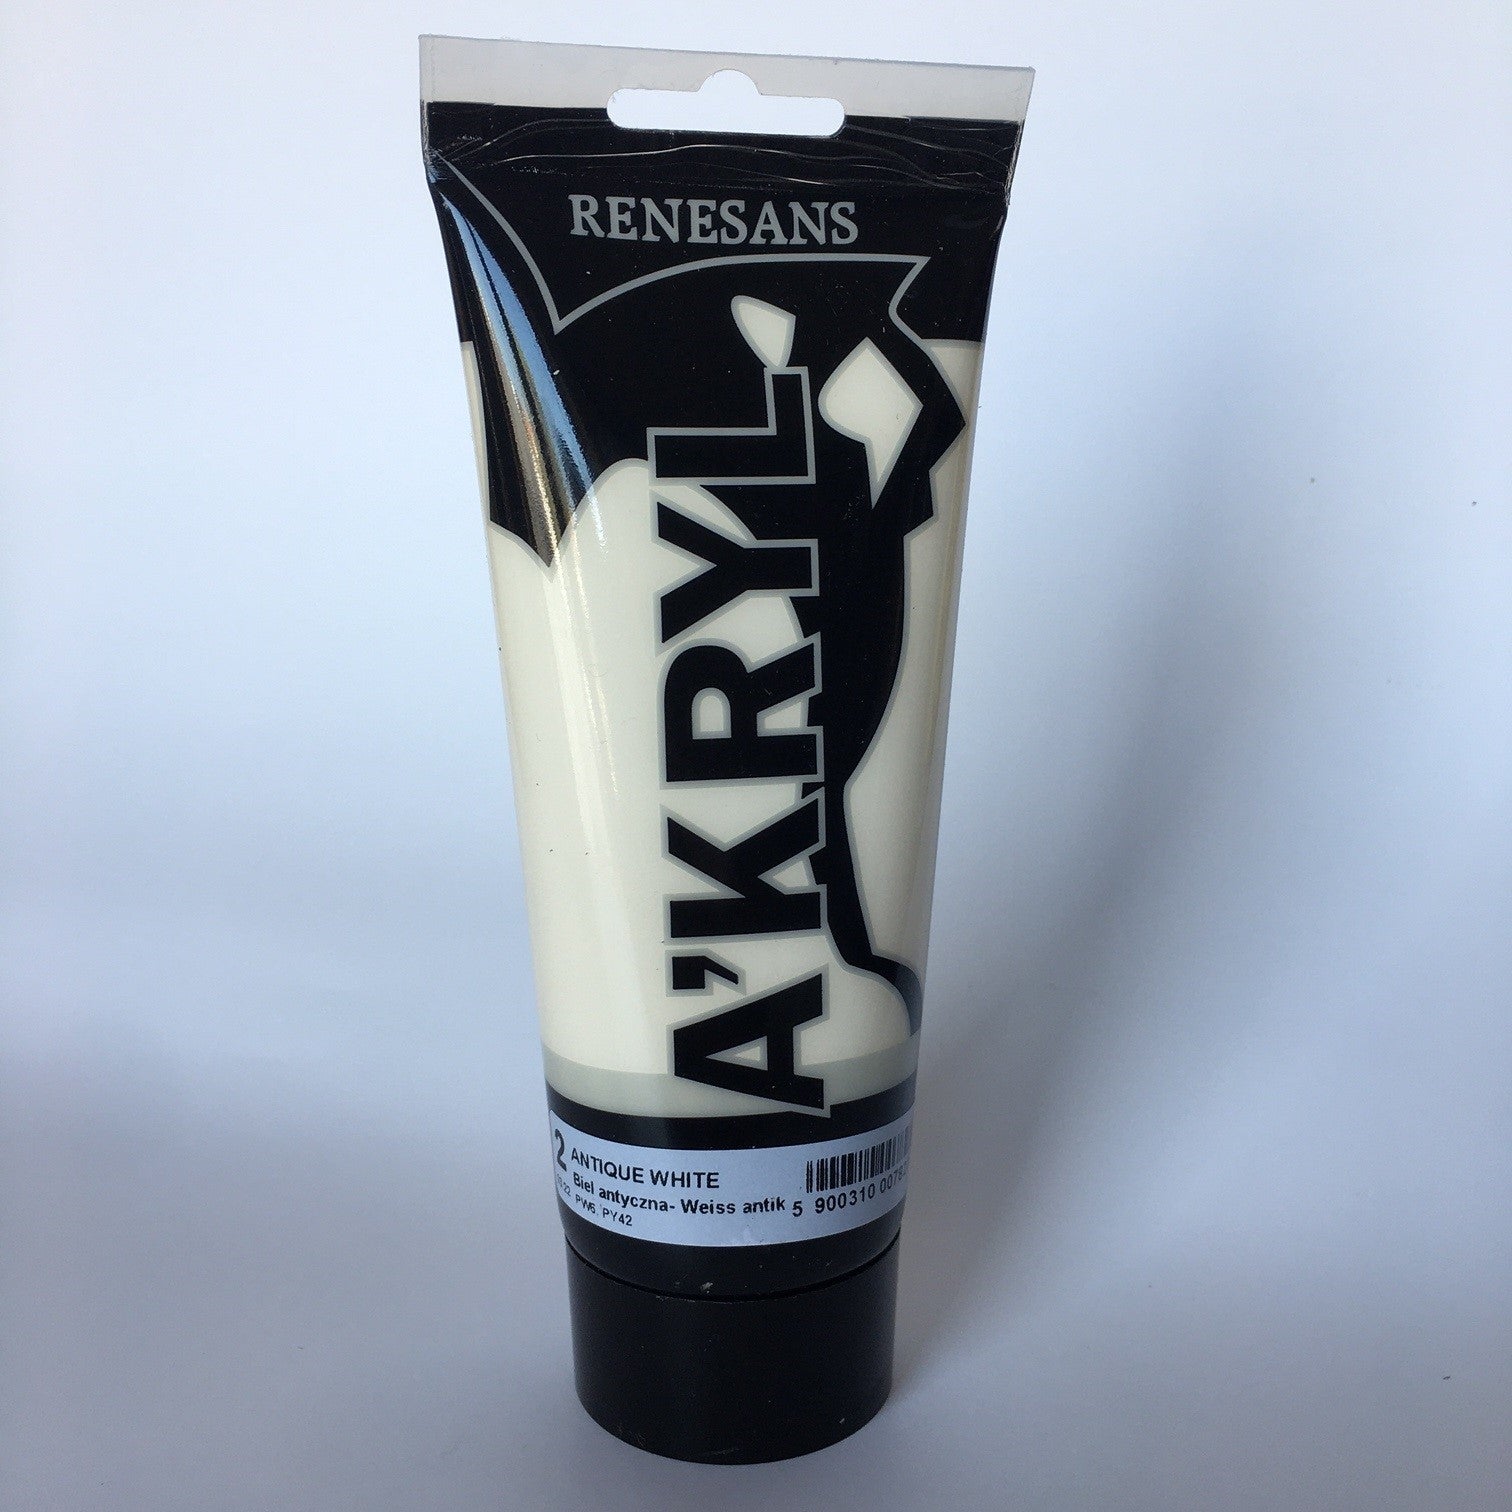 RENESANS
A'KRYL
2 ANTIQUE WHITE
Biel antyczna- Weiss antik
PW6, PY42
5 900310